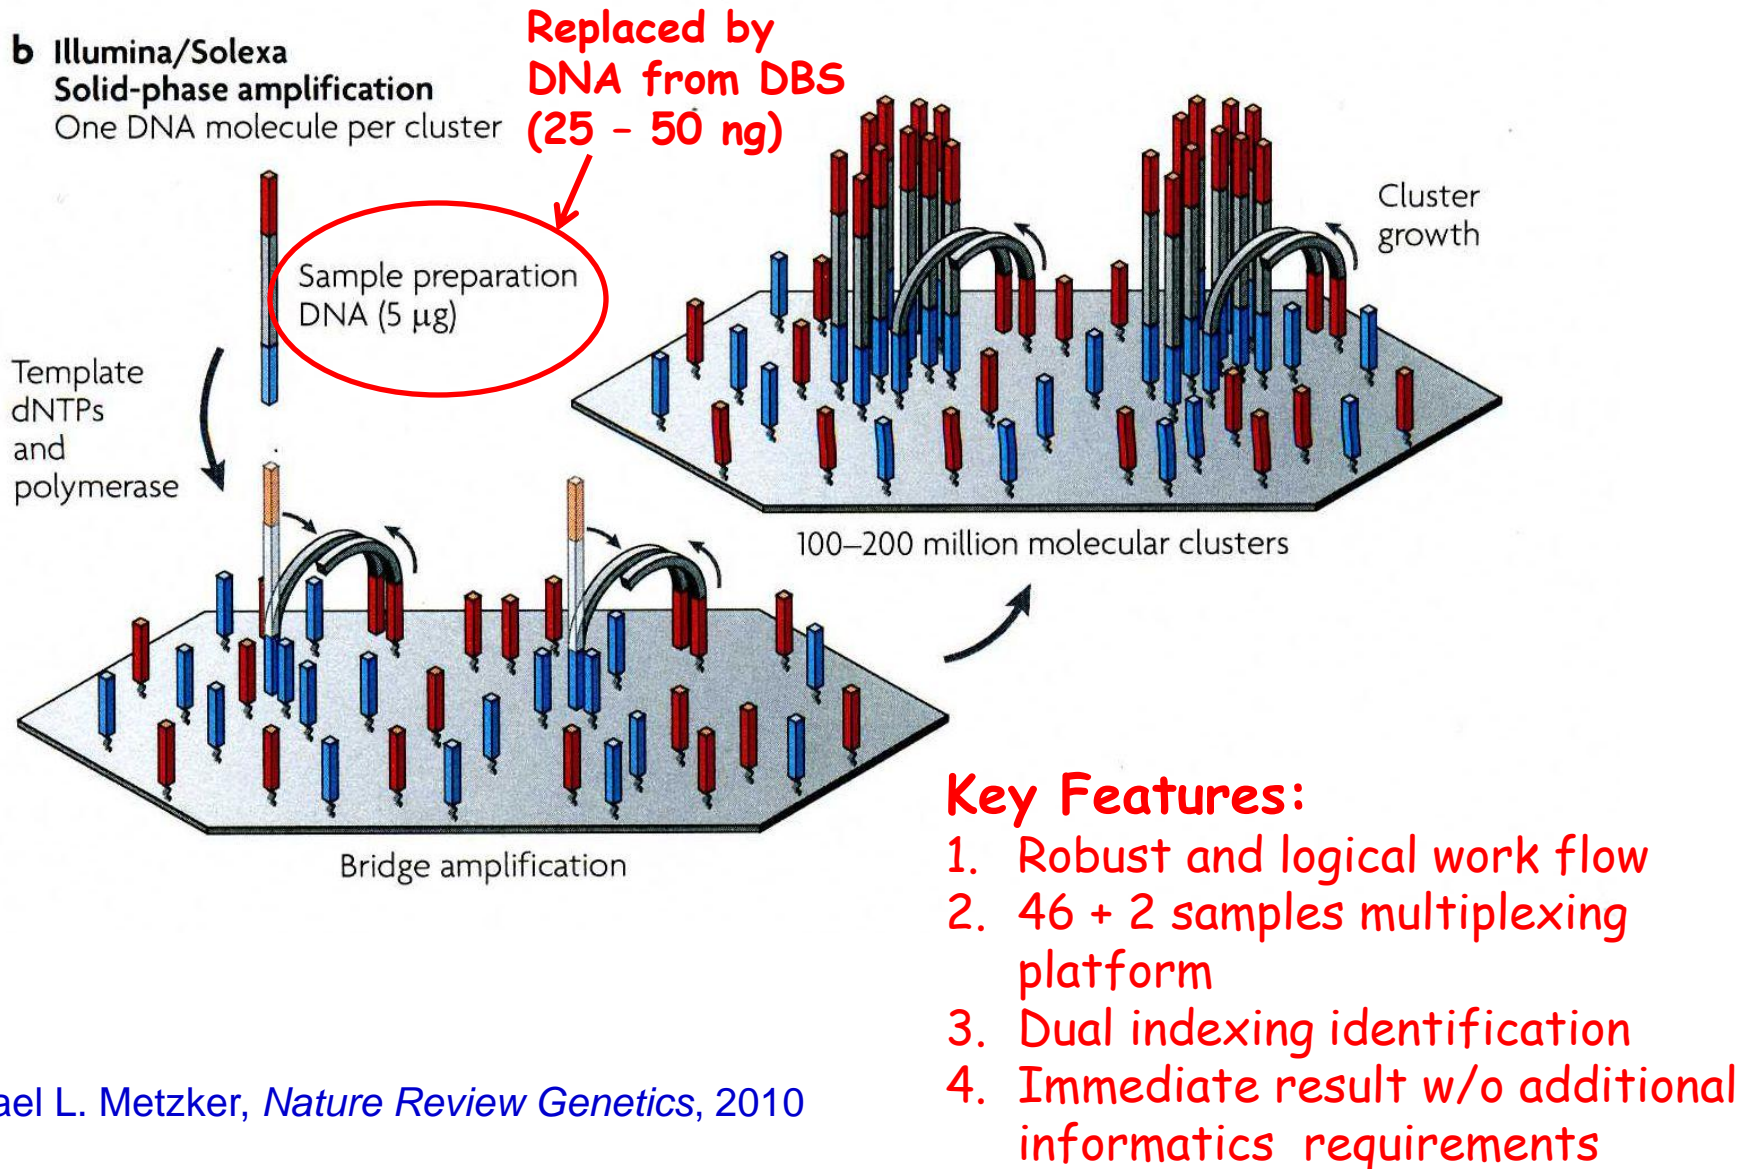 b Illumina/Solexa
Solid-phase amplification
One DNA molecule per cluster
Replaced by
DNA from DBS
(25 – 50 ng)
Sample preparation
DNA (5 µg)
Template
dNTPs
and
polymerase
Cluster
growth
100–200 million molecular clusters
Bridge amplification
Key Features:
1. Robust and logical work flow
2. 46 + 2 samples multiplexing
platform
3. Dual indexing identification
4. Immediate result w/o additional
informatics requirements
ael L. Metzker, Nature Review Genetics, 2010